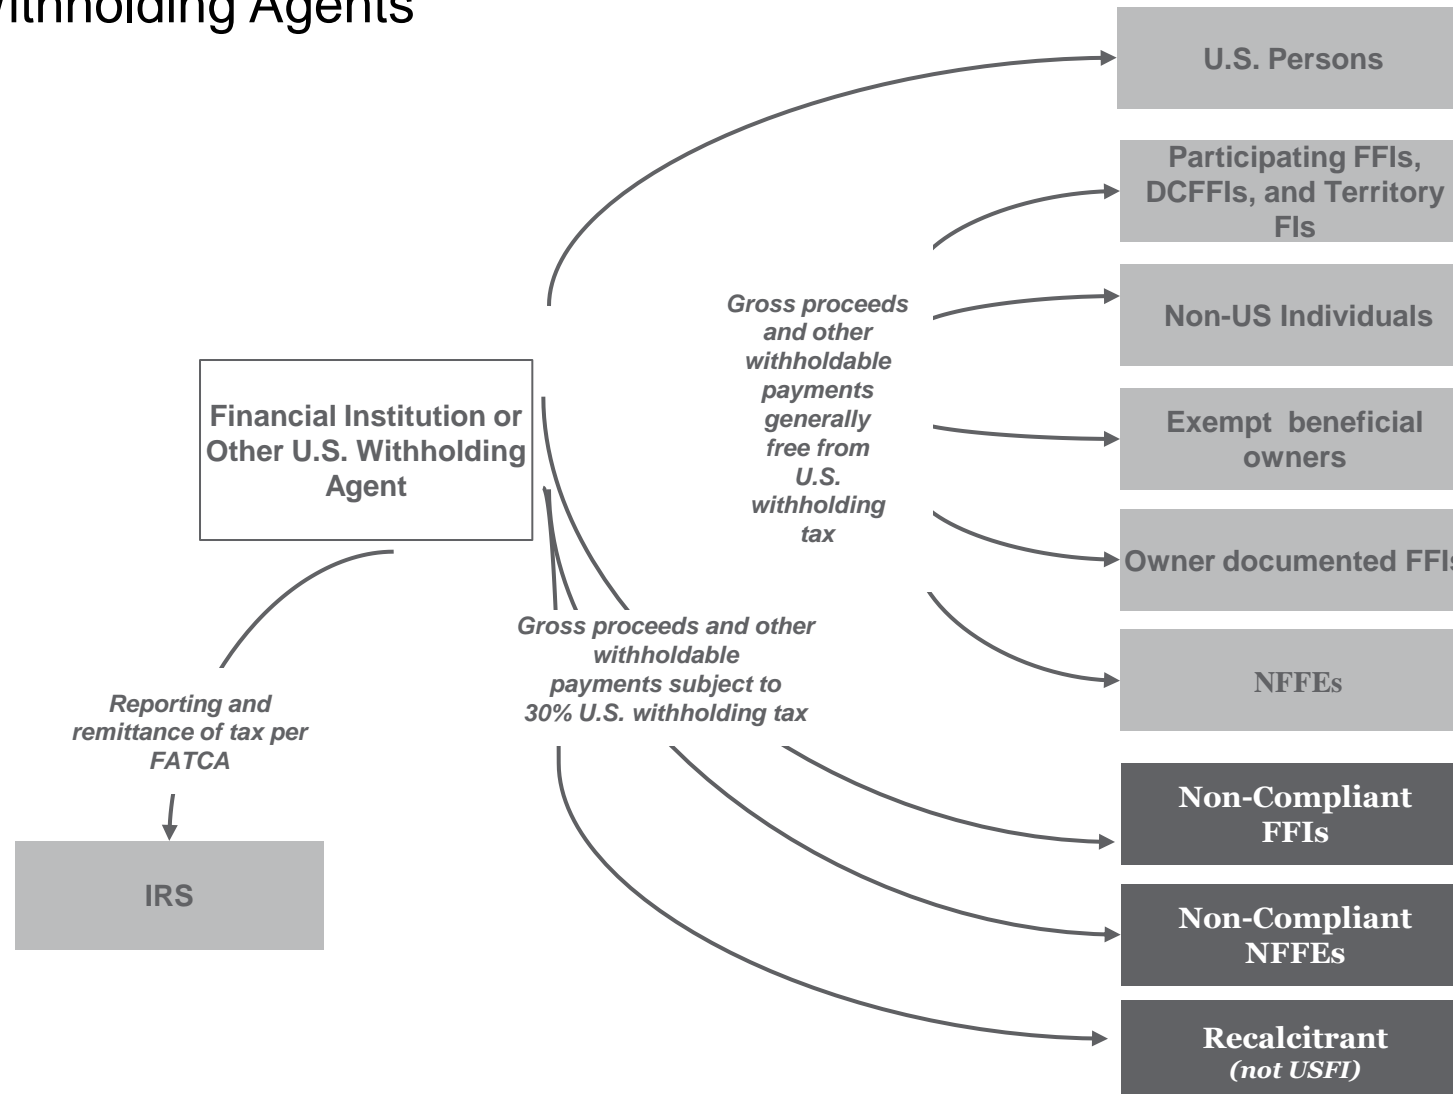 Withholding Agents
U.S. Persons
Participating FFIs,
DCFFIs, and Territory
FIs
Gross proceeds
and other
withholdable
payments
generally
free from
U.S.
withholding
tax
Non-US Individuals
Financial Institution or
Other U.S. Withholding
Agent
Exempt beneficial
owners
Owner documented FFIs
Gross proceeds and other
withholdable
payments subject to
30% U.S. withholding tax
NFFEs
Reporting and
remittance of tax per
FATCA
Non-Compliant
FFIs
IRS
Non-Compliant
NFFEs
Recalcitrant
(not USFI)